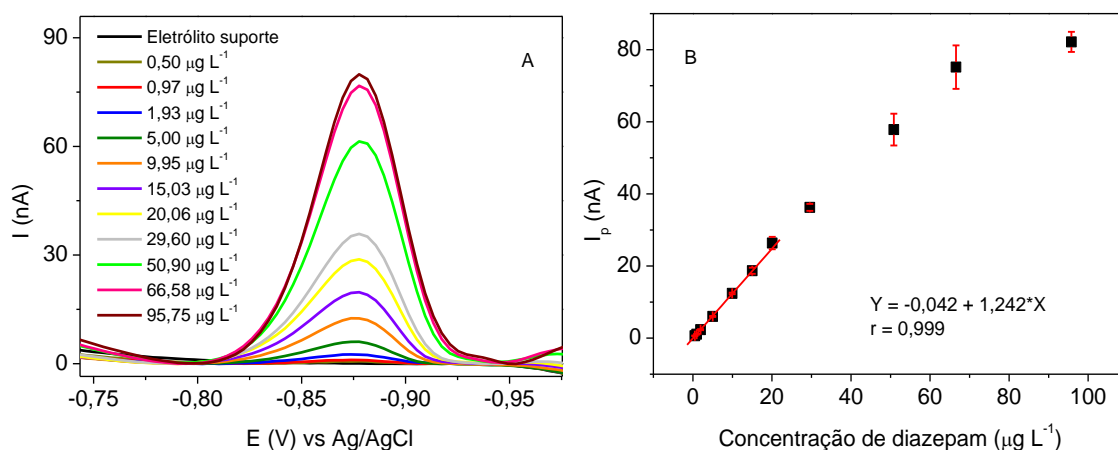 90
60
30
0
I (nA)
A
Eletrólito suporte
0,50 µg L⁻¹
0,97 µg L⁻¹
1,93 µg L⁻¹
5,00 µg L⁻¹
9,95 µg L⁻¹
15,03 µg L⁻¹
20,06 µg L⁻¹
29,60 µg L⁻¹
50,90 µg L⁻¹
66,58 µg L⁻¹
95,75 µg L⁻¹
-0,75 -0,80 -0,85 -0,90 -0,95
E (V) vs Ag/AgCl
80
60
40
20
0
Iₚ (nA)
B
Y = -0,042 + 1,242*X
r = 0,999
0 20 40 60 80 100
Concentração de diazepam (µg L⁻¹)